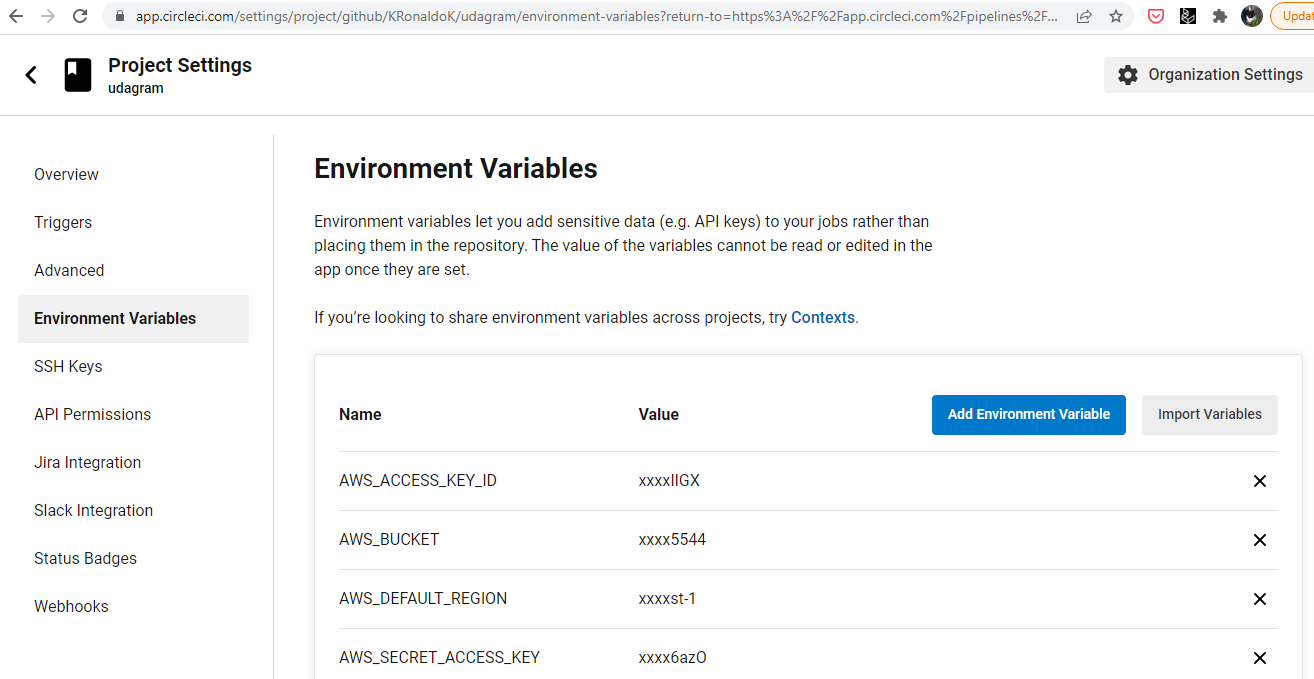 app.circleci.com/settings/project/github/KRonaldoK/udagram/environment-variables?return-to=https%3A%2F%2Fapp.circleci.com%2Fpipelines%2F...
Updat
Project Settings
udagram
Organization Settings
Overview
Triggers
Advanced
Environment Variables
SSH Keys
API Permissions
Jira Integration
Slack Integration
Status Badges
Webhooks
Environment Variables
Environment variables let you add sensitive data (e.g. API keys) to your jobs rather than
placing them in the repository. The value of the variables cannot be read or edited in the
app once they are set.
If you’re looking to share environment variables across projects, try Contexts.
Name Value Add Environment Variable Import Variables
AWS_ACCESS_KEY_ID xxxxIIGX
AWS_BUCKET xxxx5544
AWS_DEFAULT_REGION xxxxst-1
AWS_SECRET_ACCESS_KEY xxxx6azO